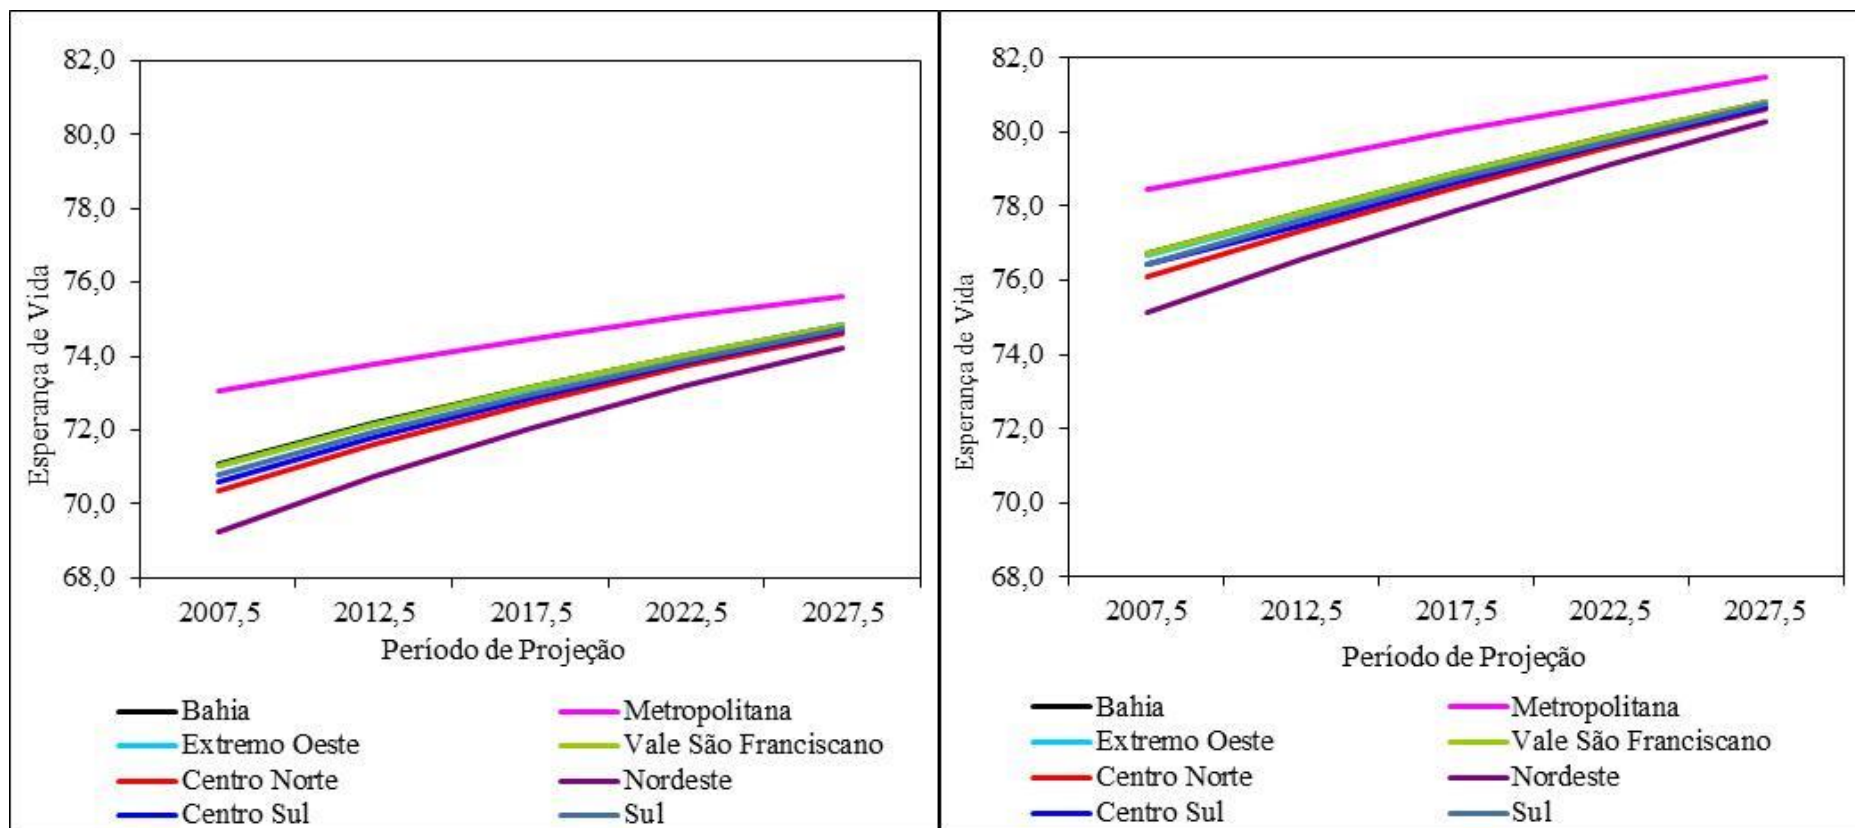 82,0
80,0
78,0
76,0
74,0
72,0
70,0
68,0
Esperança de Vida
2007,5 2012,5 2017,5 2022,5 2027,5
Período de Projeção
Bahia Metropolitana
Extremo Oeste Vale São Franciscano
Centro Norte Nordeste
Centro Sul Sul
82,0
80,0
78,0
76,0
74,0
72,0
70,0
68,0
Esperança de Vida
2007,5 2012,5 2017,5 2022,5 2027,5
Período de Projeção
Bahia Metropolitana
Extremo Oeste Vale São Franciscano
Centro Norte Nordeste
Centro Sul Sul